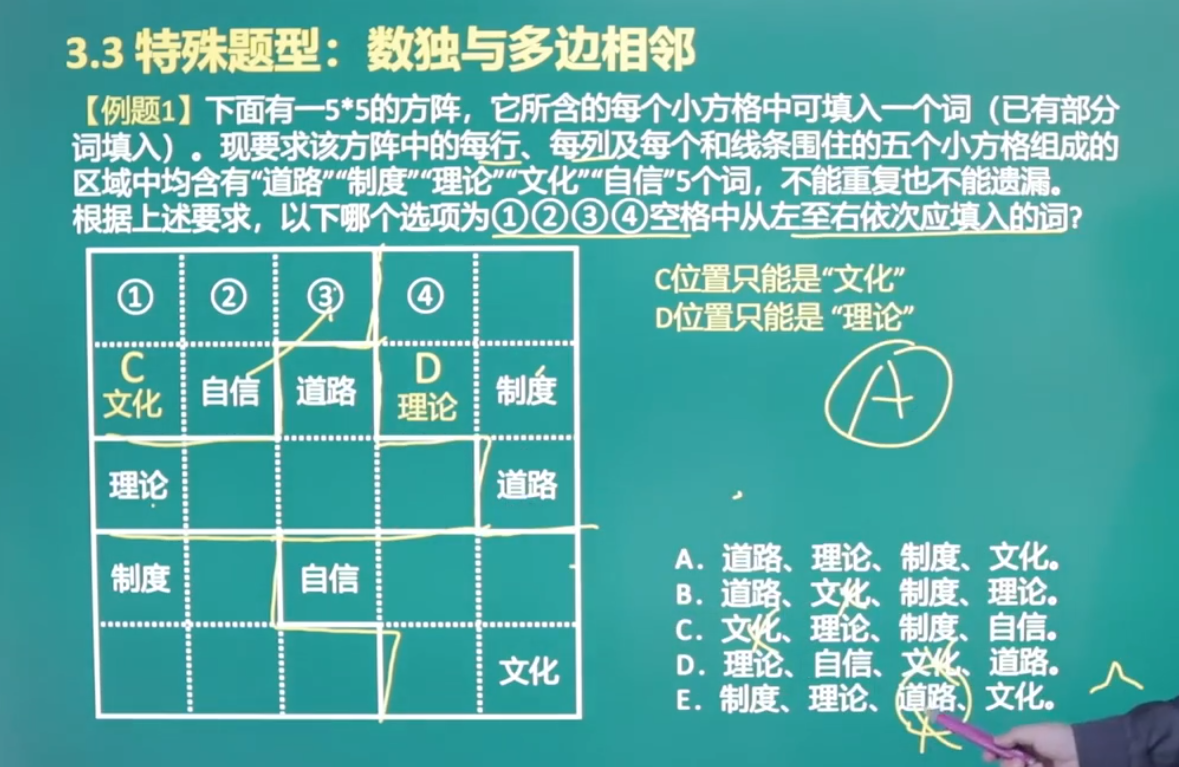 3.3 特殊题型：数独与多边相邻
【例题1】下面有一5*5的方阵，它所含的每个小方格中可填入一个词（已有部分
词填入）。现要求该方阵中的每行、每列及每个和线条围住的五个小方格组成的
区域中均含有“道路”“制度”“理论”“文化”“自信”5个词，不能重复也不能遗漏。
根据上述要求，以下哪个选项为①②③④空格中从左至右依次应填入的词?
① ② ③ ④
C D
文化 自信 道路 理论 制度
理论 道路
制度 自信
文化
C位置只能是“文化”
D位置只能是 “理论”
A
A．道路、理论、制度、文化。
B．道路、文化、制度、理论。
C．文化、理论、制度、自信。
D．理论、自信、文化、道路。
E．制度、理论、道路、文化。